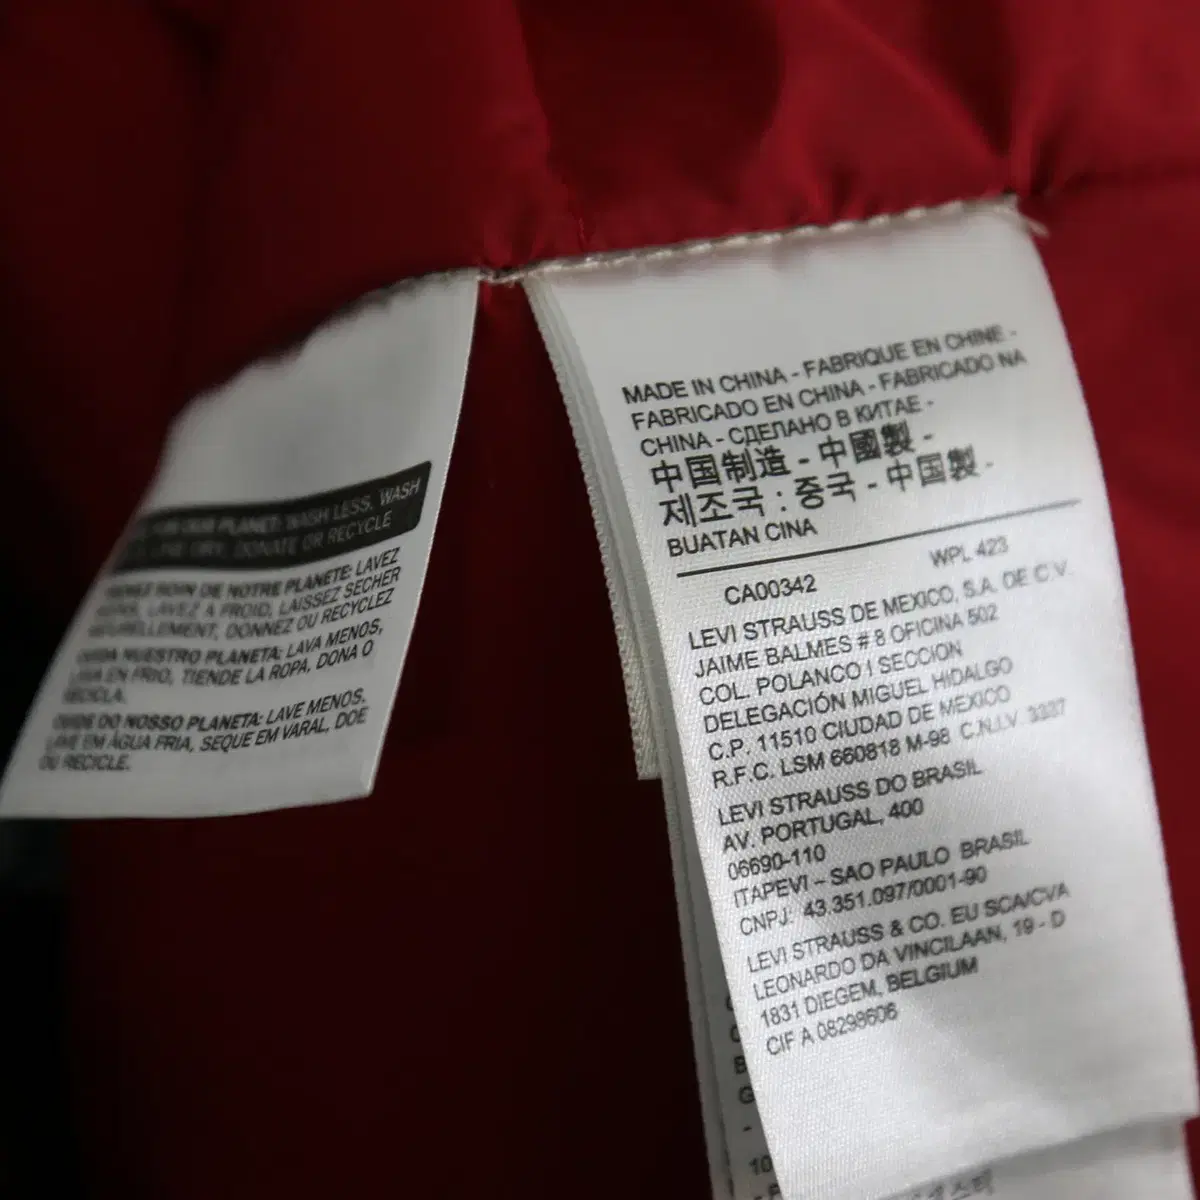 OUR PLANET: WASH LESS, WASH
DRY, DONATE OR RECYCLE
SOIN DE NOTRE PLANETE: LAVEZ
LAVEZ A FROID, LAISSEZ SECHER
NATURELLEMENT, DONNEZ OU RECYCLEZ
NUESTRO PLANETA: LAVA MENOS,
LAVA EN FRIO, TIENDE LA ROPA, DONA O
RECICLA.
CUIDE DO NOSSO PLANETA: LAVE MENOS,
LAVE EM ÁGUA FRIA, SEQUE EM VARAL, DOE
OU RECICLE.
MADE IN CHINA - FABRIQUE EN CHINE -
FABRICADO EN CHINA - FABRICADO NA
CHINA - СДЕЛАНО В КИТАЕ -
中国制造 - 中國製 -
제조국 : 중국 - 中国製 -
BUATAN CINA
CA00342 WPL 423
LEVI STRAUSS DE MEXICO, S.A. DE C.V.
JAIME BALMES # 8 OFICINA 502
COL. POLANCO I SECCION
DELEGACIÓN MIGUEL HIDALGO
C.P. 11510 CIUDAD DE MEXICO
R.F.C. LSM 660818 M-98 C.N.I.V. 3337
LEVI STRAUSS DO BRASIL
AV. PORTUGAL, 400
06690-110
ITAPEVI – SAO PAULO BRASIL
CNPJ: 43.351.097/0001-90
LEVI STRAUSS & CO. EU SCA/CVA
LEONARDO DA VINCILAAN, 19 - D
1831 DIEGEM, BELGIUM
CIF A 08298606